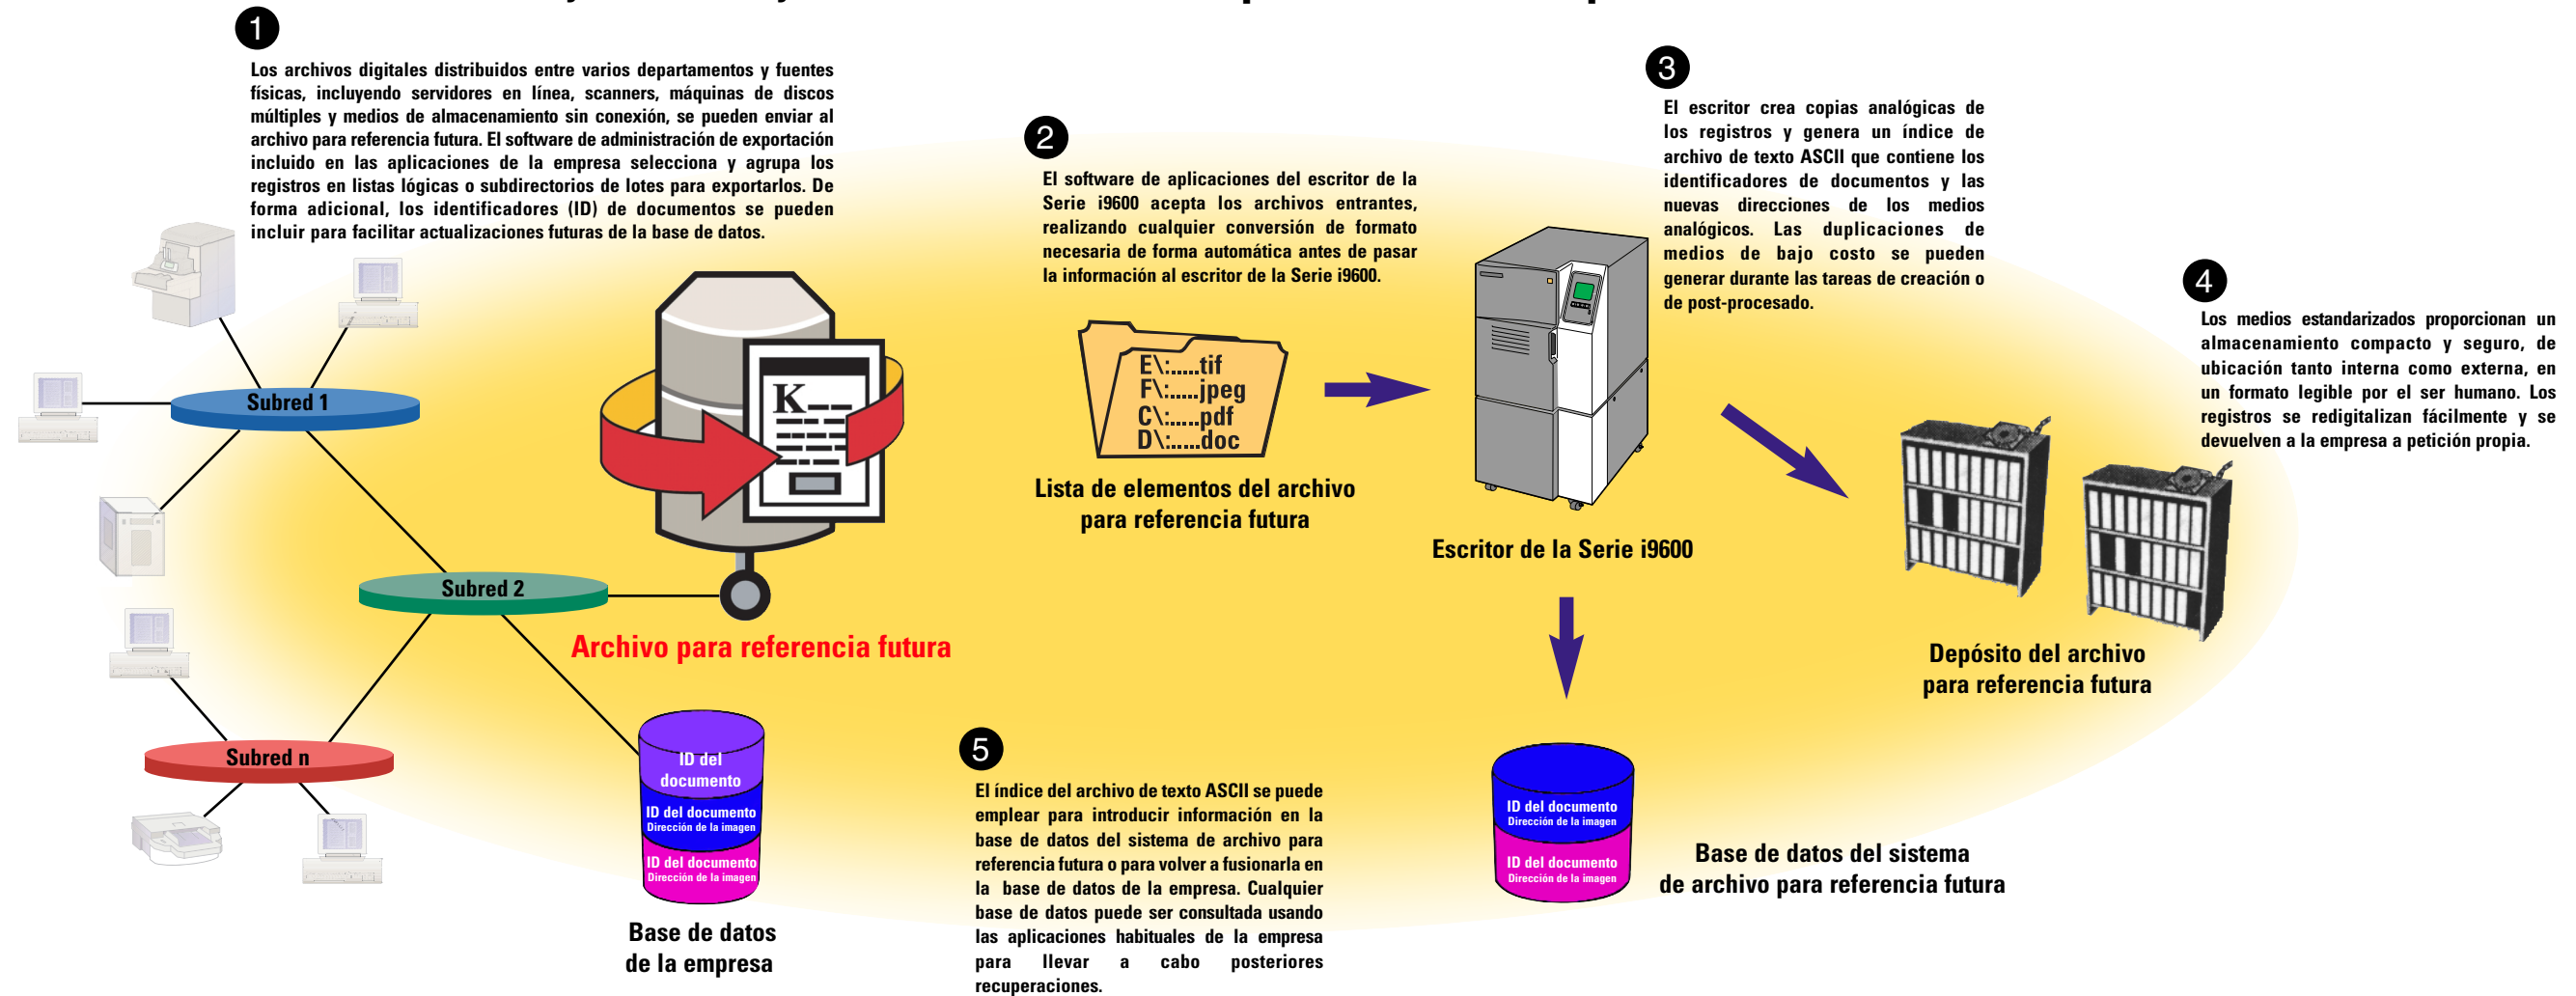 1
Los archivos digitales distribuidos entre varios departamentos y fuentes
físicas, incluyendo servidores en línea, scanners, máquinas de discos
múltiples y medios de almacenamiento sin conexión, se pueden enviar al
archivo para referencia futura. El software de administración de exportación
incluido en las aplicaciones de la empresa selecciona y agrupa los
registros en listas lógicas o subdirectorios de lotes para exportarlos. De
forma adicional, los identificadores (ID) de documentos se pueden
incluir para facilitar actualizaciones futuras de la base de datos.
Subred 1
Subred 2
Subred n
K
Archivo para referencia futura
ID del
documento
ID del documento
Dirección de la imagen
ID del documento
Dirección de la imagen
Base de datos
de la empresa
2
El software de aplicaciones del escritor de la
Serie i9600 acepta los archivos entrantes,
realizando cualquier conversión de formato
necesaria de forma automática antes de pasar
la información al escritor de la Serie i9600.
E\:.....tif
F\:.....jpeg
C\:.....pdf
D\:.....doc
Lista de elementos del archivo
para referencia futura
3
El escritor crea copias analógicas de
los registros y genera un índice de
archivo de texto ASCII que contiene los
identificadores de documentos y las
nuevas direcciones de los medios
analógicos. Las duplicaciones de
medios de bajo costo se pueden
generar durante las tareas de creación o
de post-procesado.
Escritor de la Serie i9600
4
Los medios estandarizados proporcionan un
almacenamiento compacto y seguro, de
ubicación tanto interna como externa, en
un formato legible por el ser humano. Los
registros se redigitalizan fácilmente y se
devuelven a la empresa a petición propia.
Depósito del archivo
para referencia futura
5
El índice del archivo de texto ASCII se puede
emplear para introducir información en la
base de datos del sistema de archivo para
referencia futura o para volver a fusionarla en
la base de datos de la empresa. Cualquier
base de datos puede ser consultada usando
las aplicaciones habituales de la empresa
para llevar a cabo posteriores
recuperaciones.
ID del documento
Dirección de la imagen
ID del documento
Dirección de la imagen
Base de datos del sistema
de archivo para referencia futura